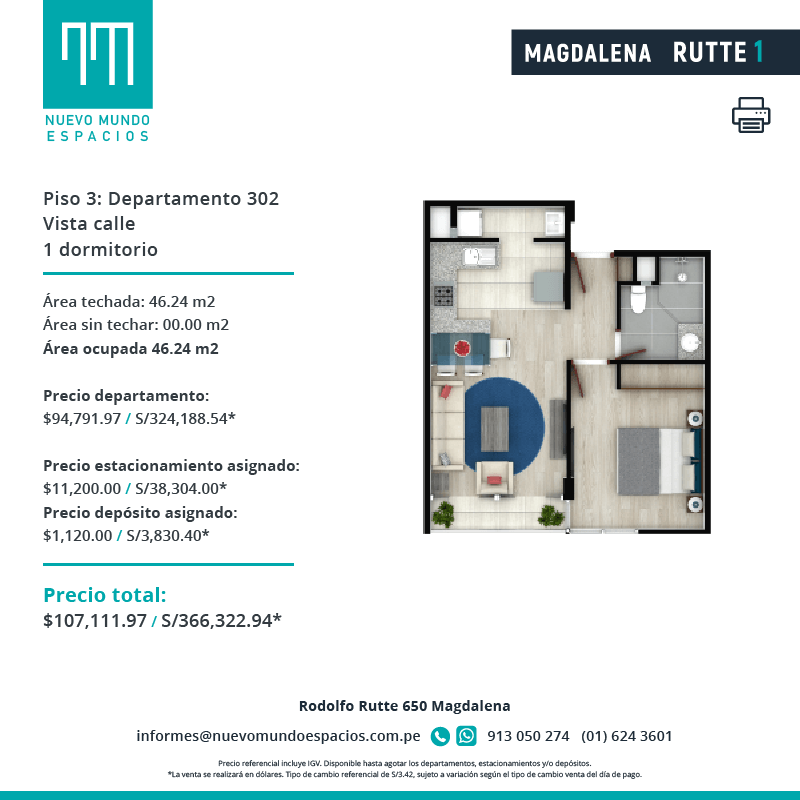 NUEVO MUNDO
ESPACIOS
MAGDALENA RUTTE 1
Piso 3: Departamento 302
Vista calle
1 dormitorio
Área techada: 46.24 m2
Área sin techar: 00.00 m2
Área ocupada 46.24 m2
Precio departamento:
$94,791.97 / S/324,188.54*
Precio estacionamiento asignado:
$11,200.00 / S/38,304.00*
Precio depósito asignado:
$1,120.00 / S/3,830.40*
Precio total:
$107,111.97 / S/366,322.94*
Rodolfo Rutte 650 Magdalena
informes@nuevomundoespacios.com.pe 913 050 274 (01) 624 3601
Precio referencial incluye IGV. Disponible hasta agotar los departamentos, estacionamientos y/o depósitos.
*La venta se realizará en dólares. Tipo de cambio referencial de S/3.42, sujeto a variación según el tipo de cambio venta del día de pago.